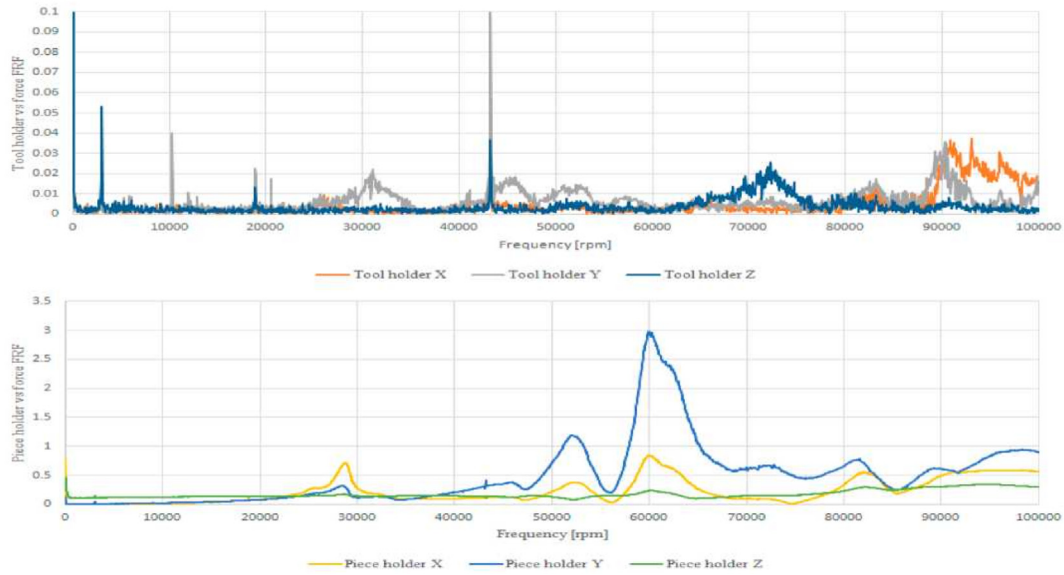 Tool holder vs force FRF
0.1
0.09
0.08
0.07
0.06
0.05
0.04
0.03
0.02
0.01
0
0 10000 20000 30000 40000 50000 60000 70000 80000 90000 100000
Frequency [rpm]
Tool holder X Tool holder Y Tool holder Z
Piece holder vs force FRF
3.5
3
2.5
2
1.5
1
0.5
0
0 10000 20000 30000 40000 50000 60000 70000 80000 90000 100000
Frequency [rpm]
Piece holder X Piece holder Y Piece holder Z